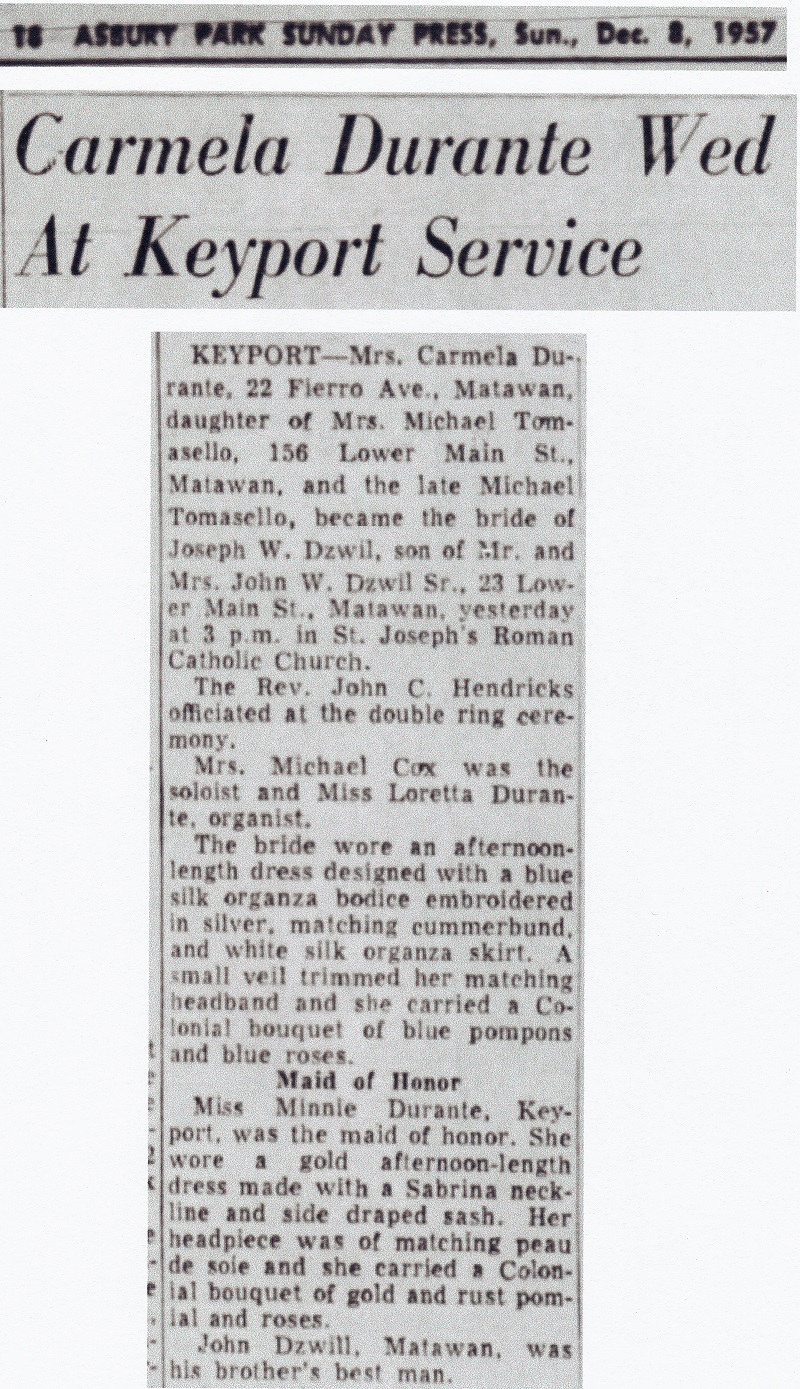 18 ASBURY PARK SUNDAY PRESS, Sun., Dec. 8, 1957
Carmela Durante Wed
At Keyport Service
KEYPORT—Mrs. Carmela Du-
rante, 22 Fierro Ave., Matawan,
daughter of Mrs. Michael Tom-
asello, 156 Lower Main St.,
Matawan, and the late Michael
Tomasello, became the bride of
Joseph W. Dzwil, son of Mr. and
Mrs. John W. Dzwil Sr., 23 Low-
er Main St., Matawan, yesterday
at 3 p.m. in St. Joseph's Roman
Catholic Church.
The Rev. John C. Hendricks
officiated at the double ring cere-
mony.
Mrs. Michael Cox was the
soloist and Miss Loretta Duran-
te, organist.
The bride wore an afternoon-
length dress designed with a blue
silk organza bodice embroidered
in silver, matching cummerbund,
and white silk organza skirt. A
small veil trimmed her matching
headband and she carried a Co-
lonial bouquet of blue pompons
and blue roses.
Maid of Honor
Miss Minnie Durante, Key-
port, was the maid of honor. She
wore a gold afternoon-length
dress made with a Sabrina neck-
line and side draped sash. Her
headpiece was of matching peau
de soie and she carried a Colon-
ial bouquet of gold and rust pom-
ial and roses.
John Dzwill, Matawan, was
his brother's best man.